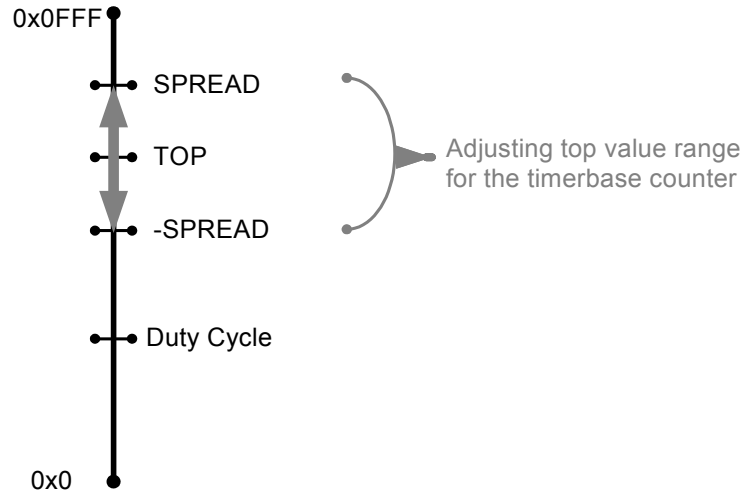 0x0FFF
SPREAD
TOP
Adjusting top value range
for the timerbase counter
-SPREAD
Duty Cycle
0x0